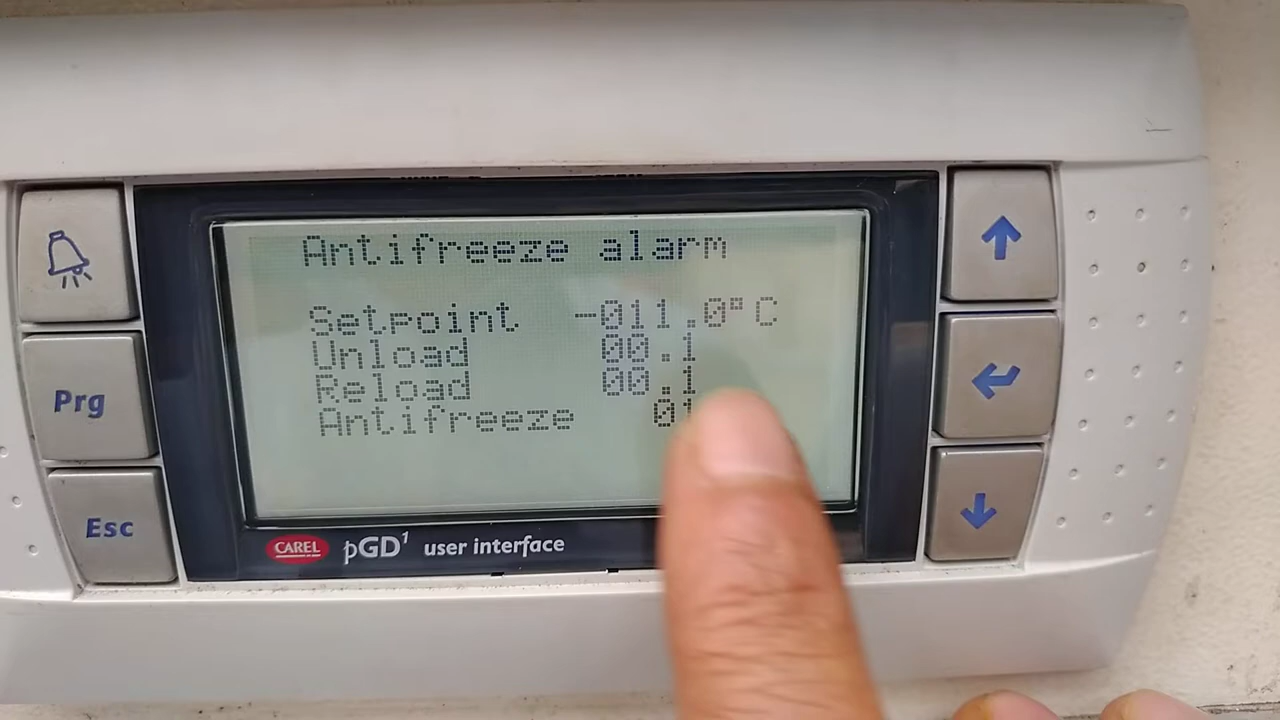 Antifreeze alarm
Setpoint -011.0°C
Unload 00.1
Reload 00.1
Antifreeze
Prg
Esc
CAREL pGD1 user interface